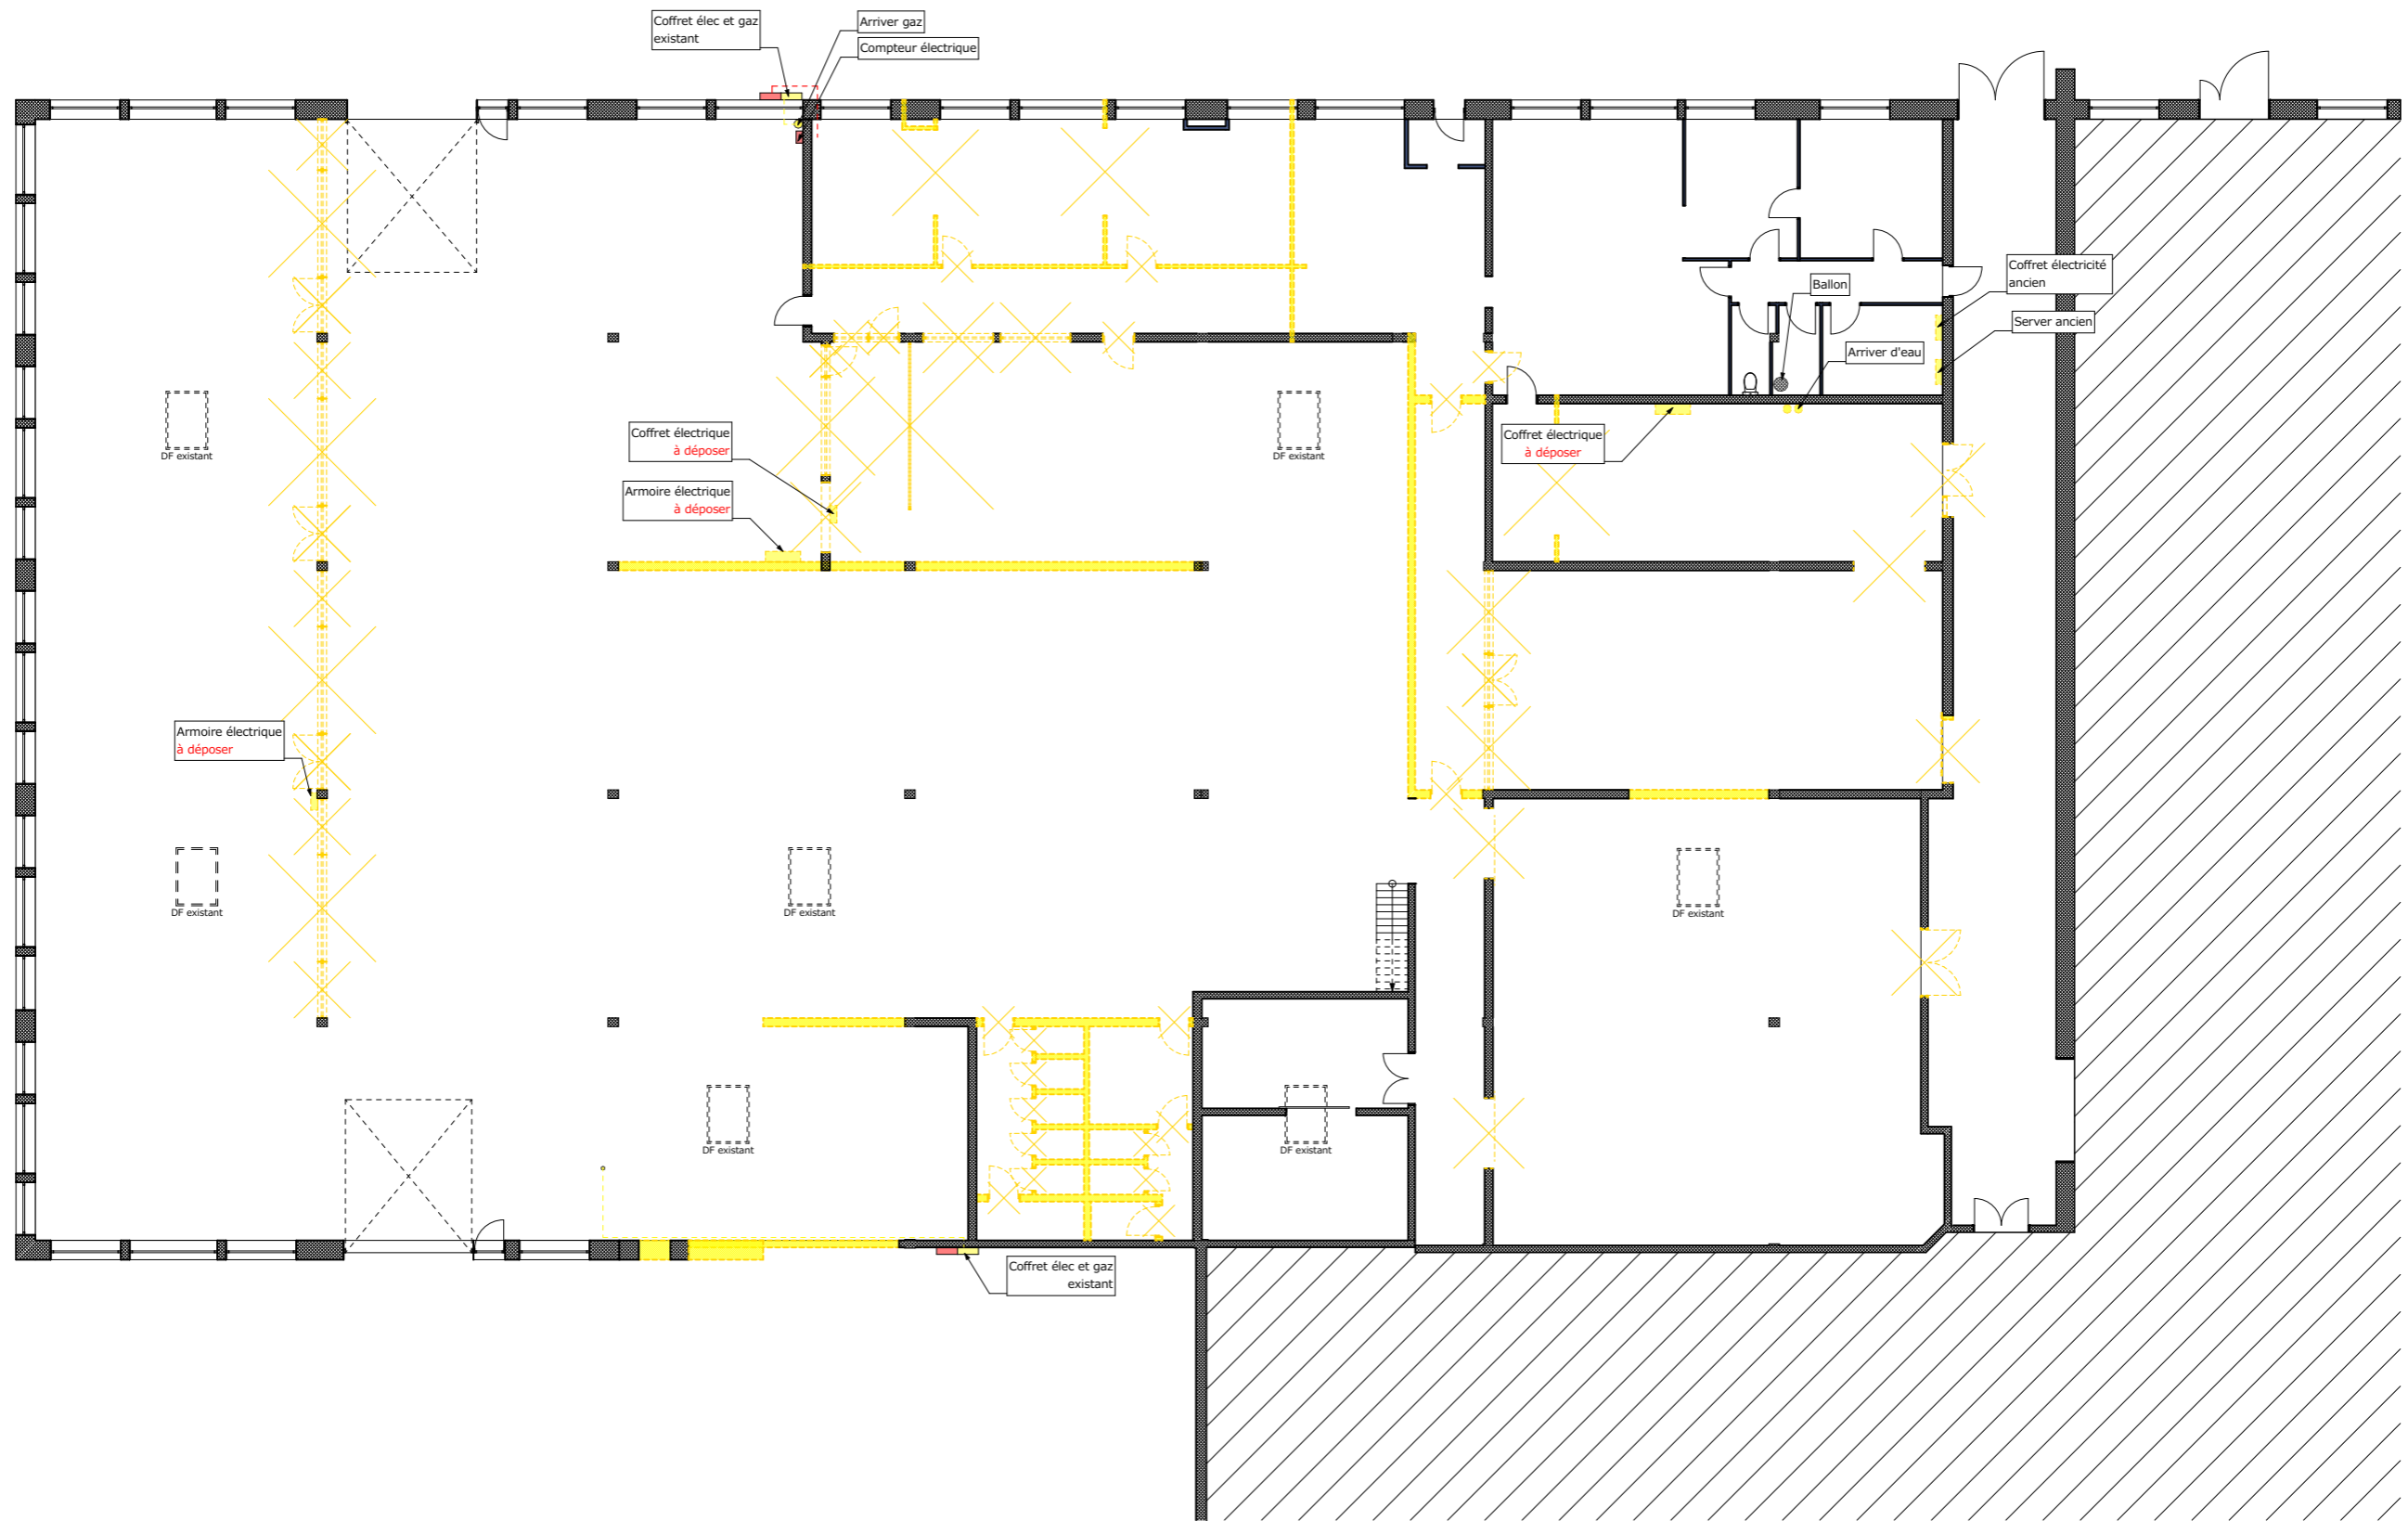 Coffret élec et gaz
existant
Arriver gaz
Compteur électrique
Coffret électricité
ancien
Ballon
Server ancien
Arriver d'eau
DF existant
Coffret électrique
à déposer
DF existant
Coffret électrique
à déposer
Armoire électrique
à déposer
Armoire électrique
à déposer
DF existant
DF existant
DF existant
DF existant
DF existant
Coffret élec et gaz
existant